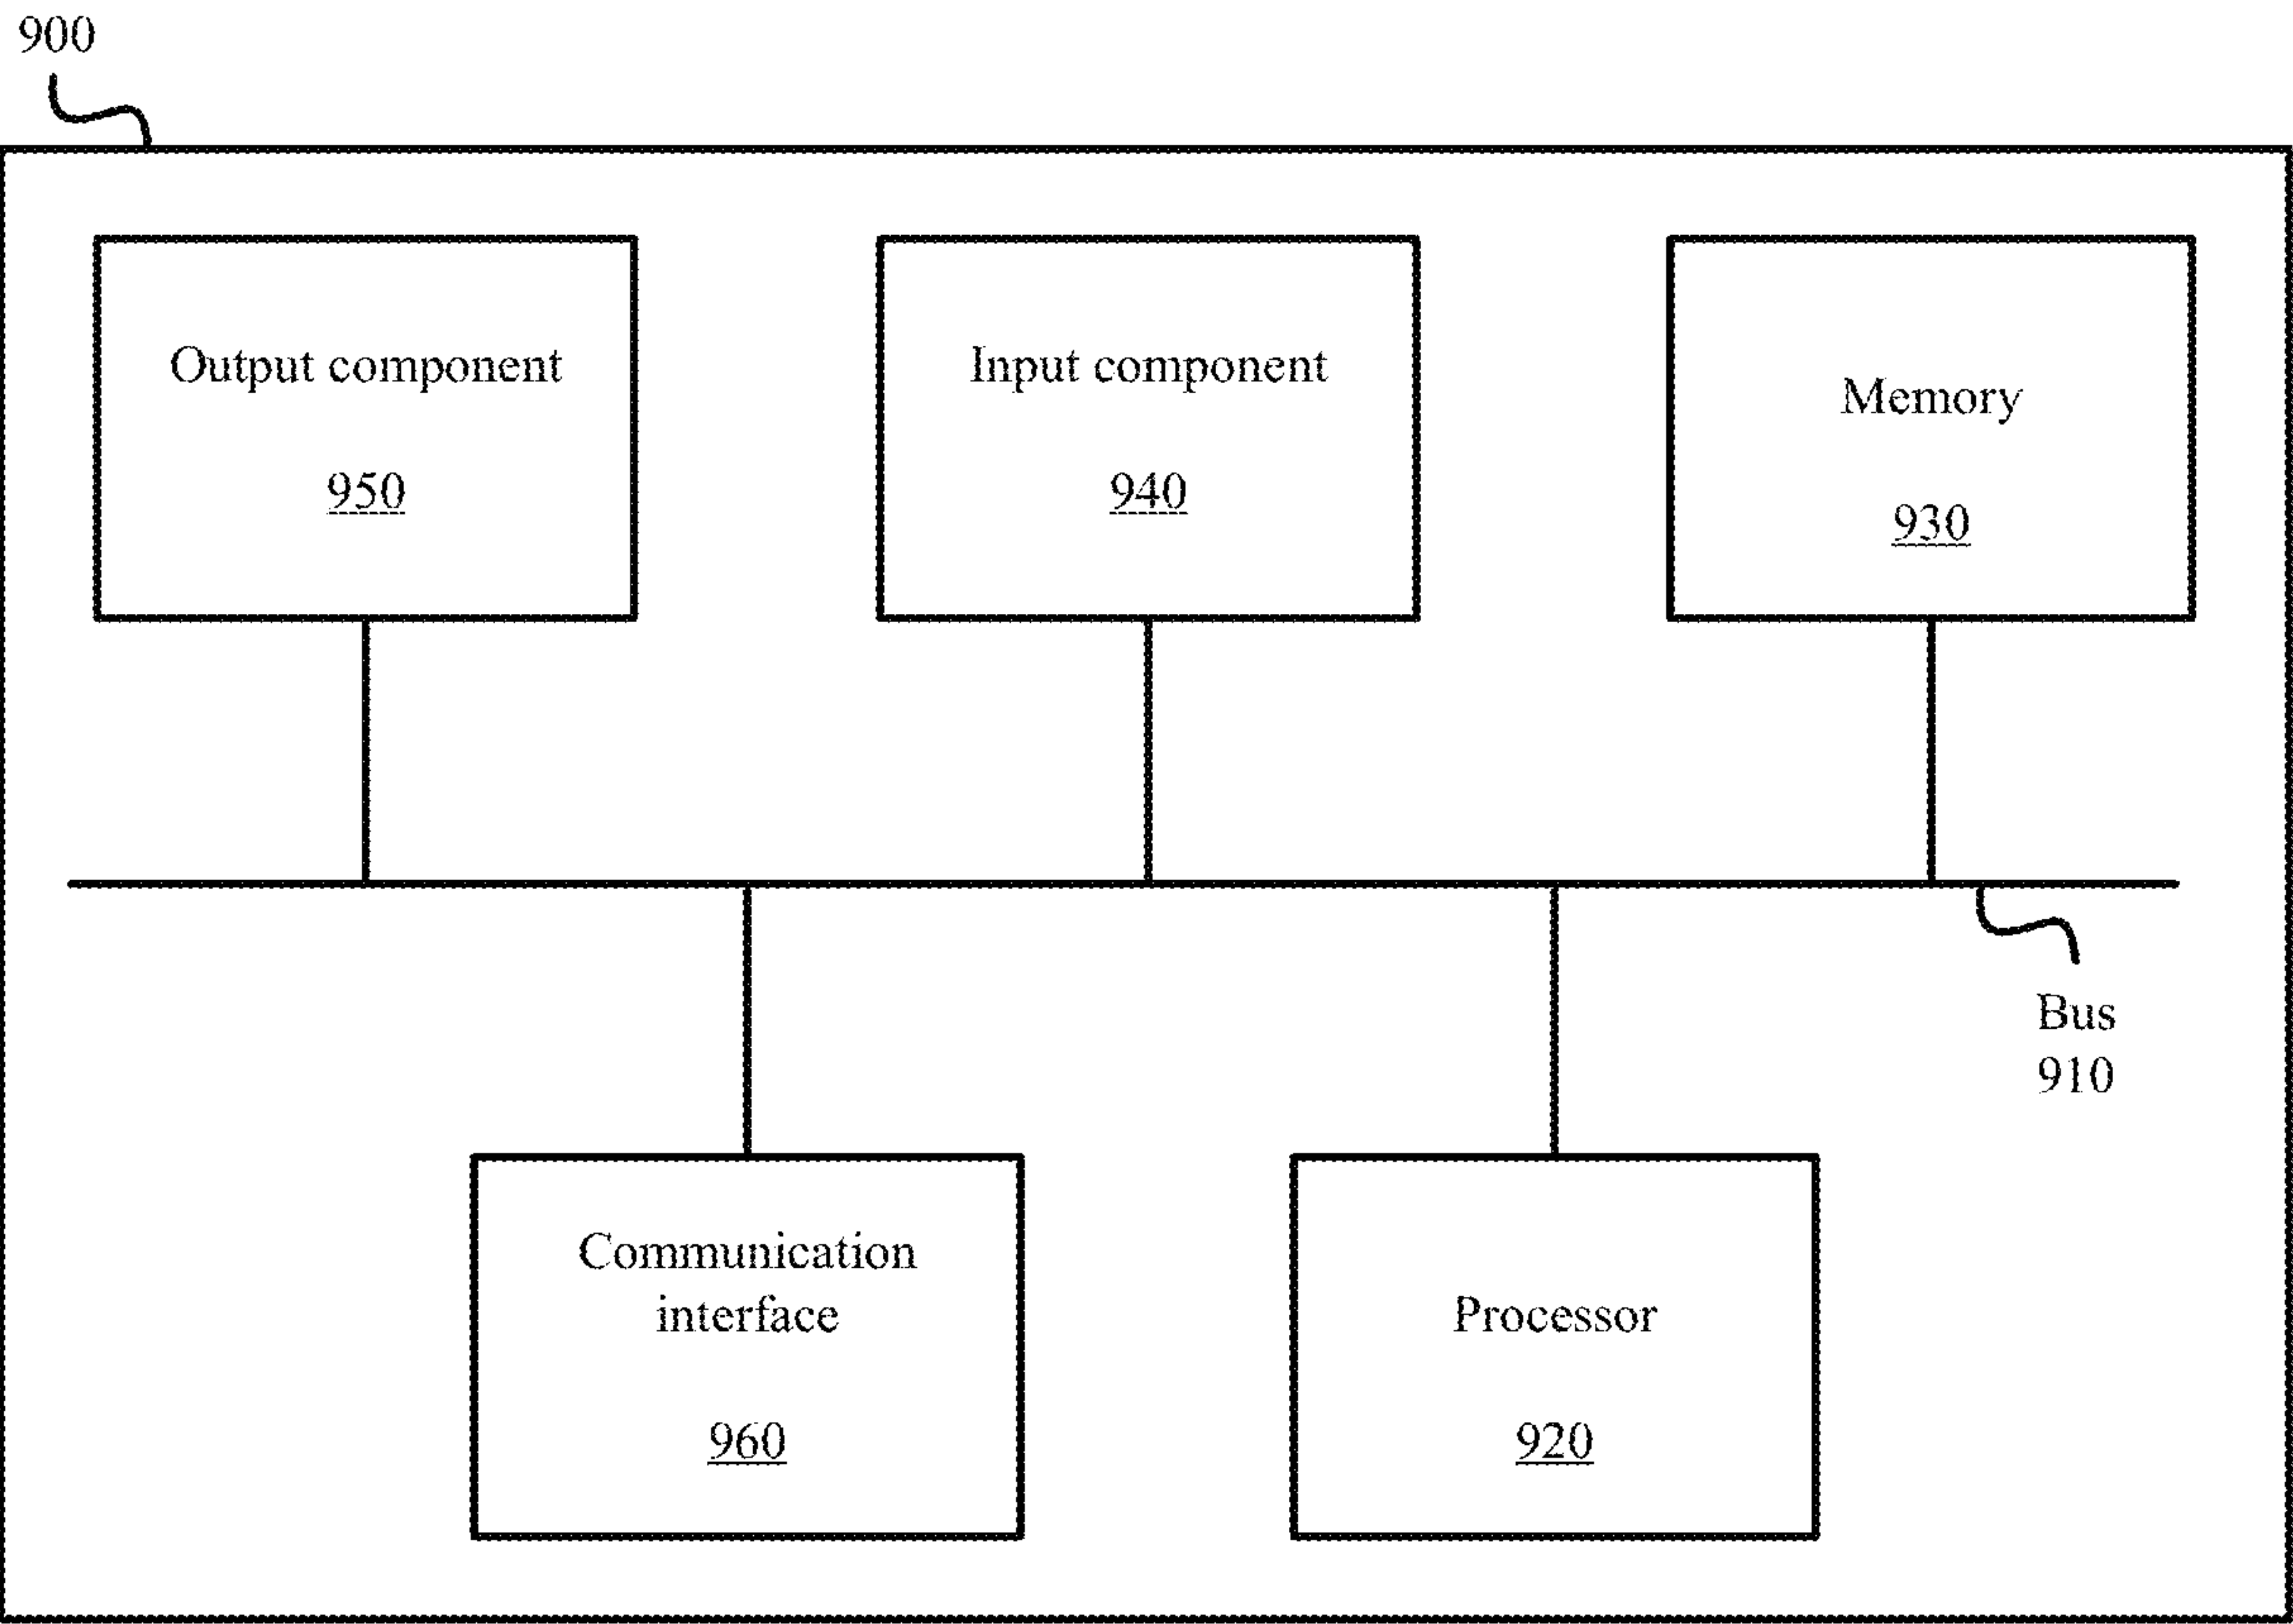 900
Output component
950
Input component
940
Memory
930
Bus
910
Communication
interface
960
Processor
920